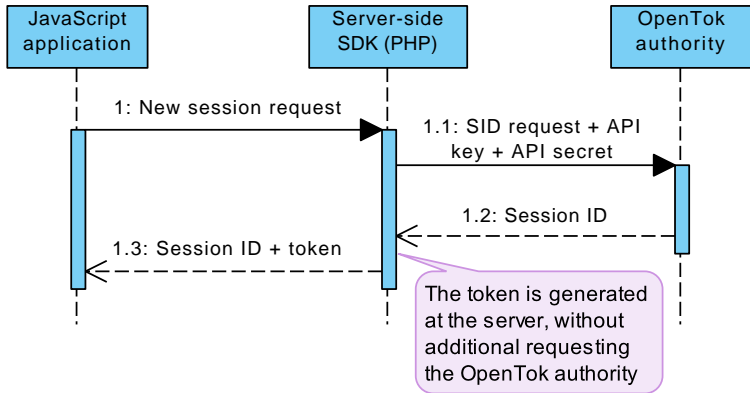 JavaScript
application
Server-side
SDK (PHP)
OpenTok
authority
1: New session request
1.1: SID request + API
key + API secret
1.2: Session ID
1.3: Session ID + token
The token is generated
at the server, without
additional requesting
the OpenTok authority